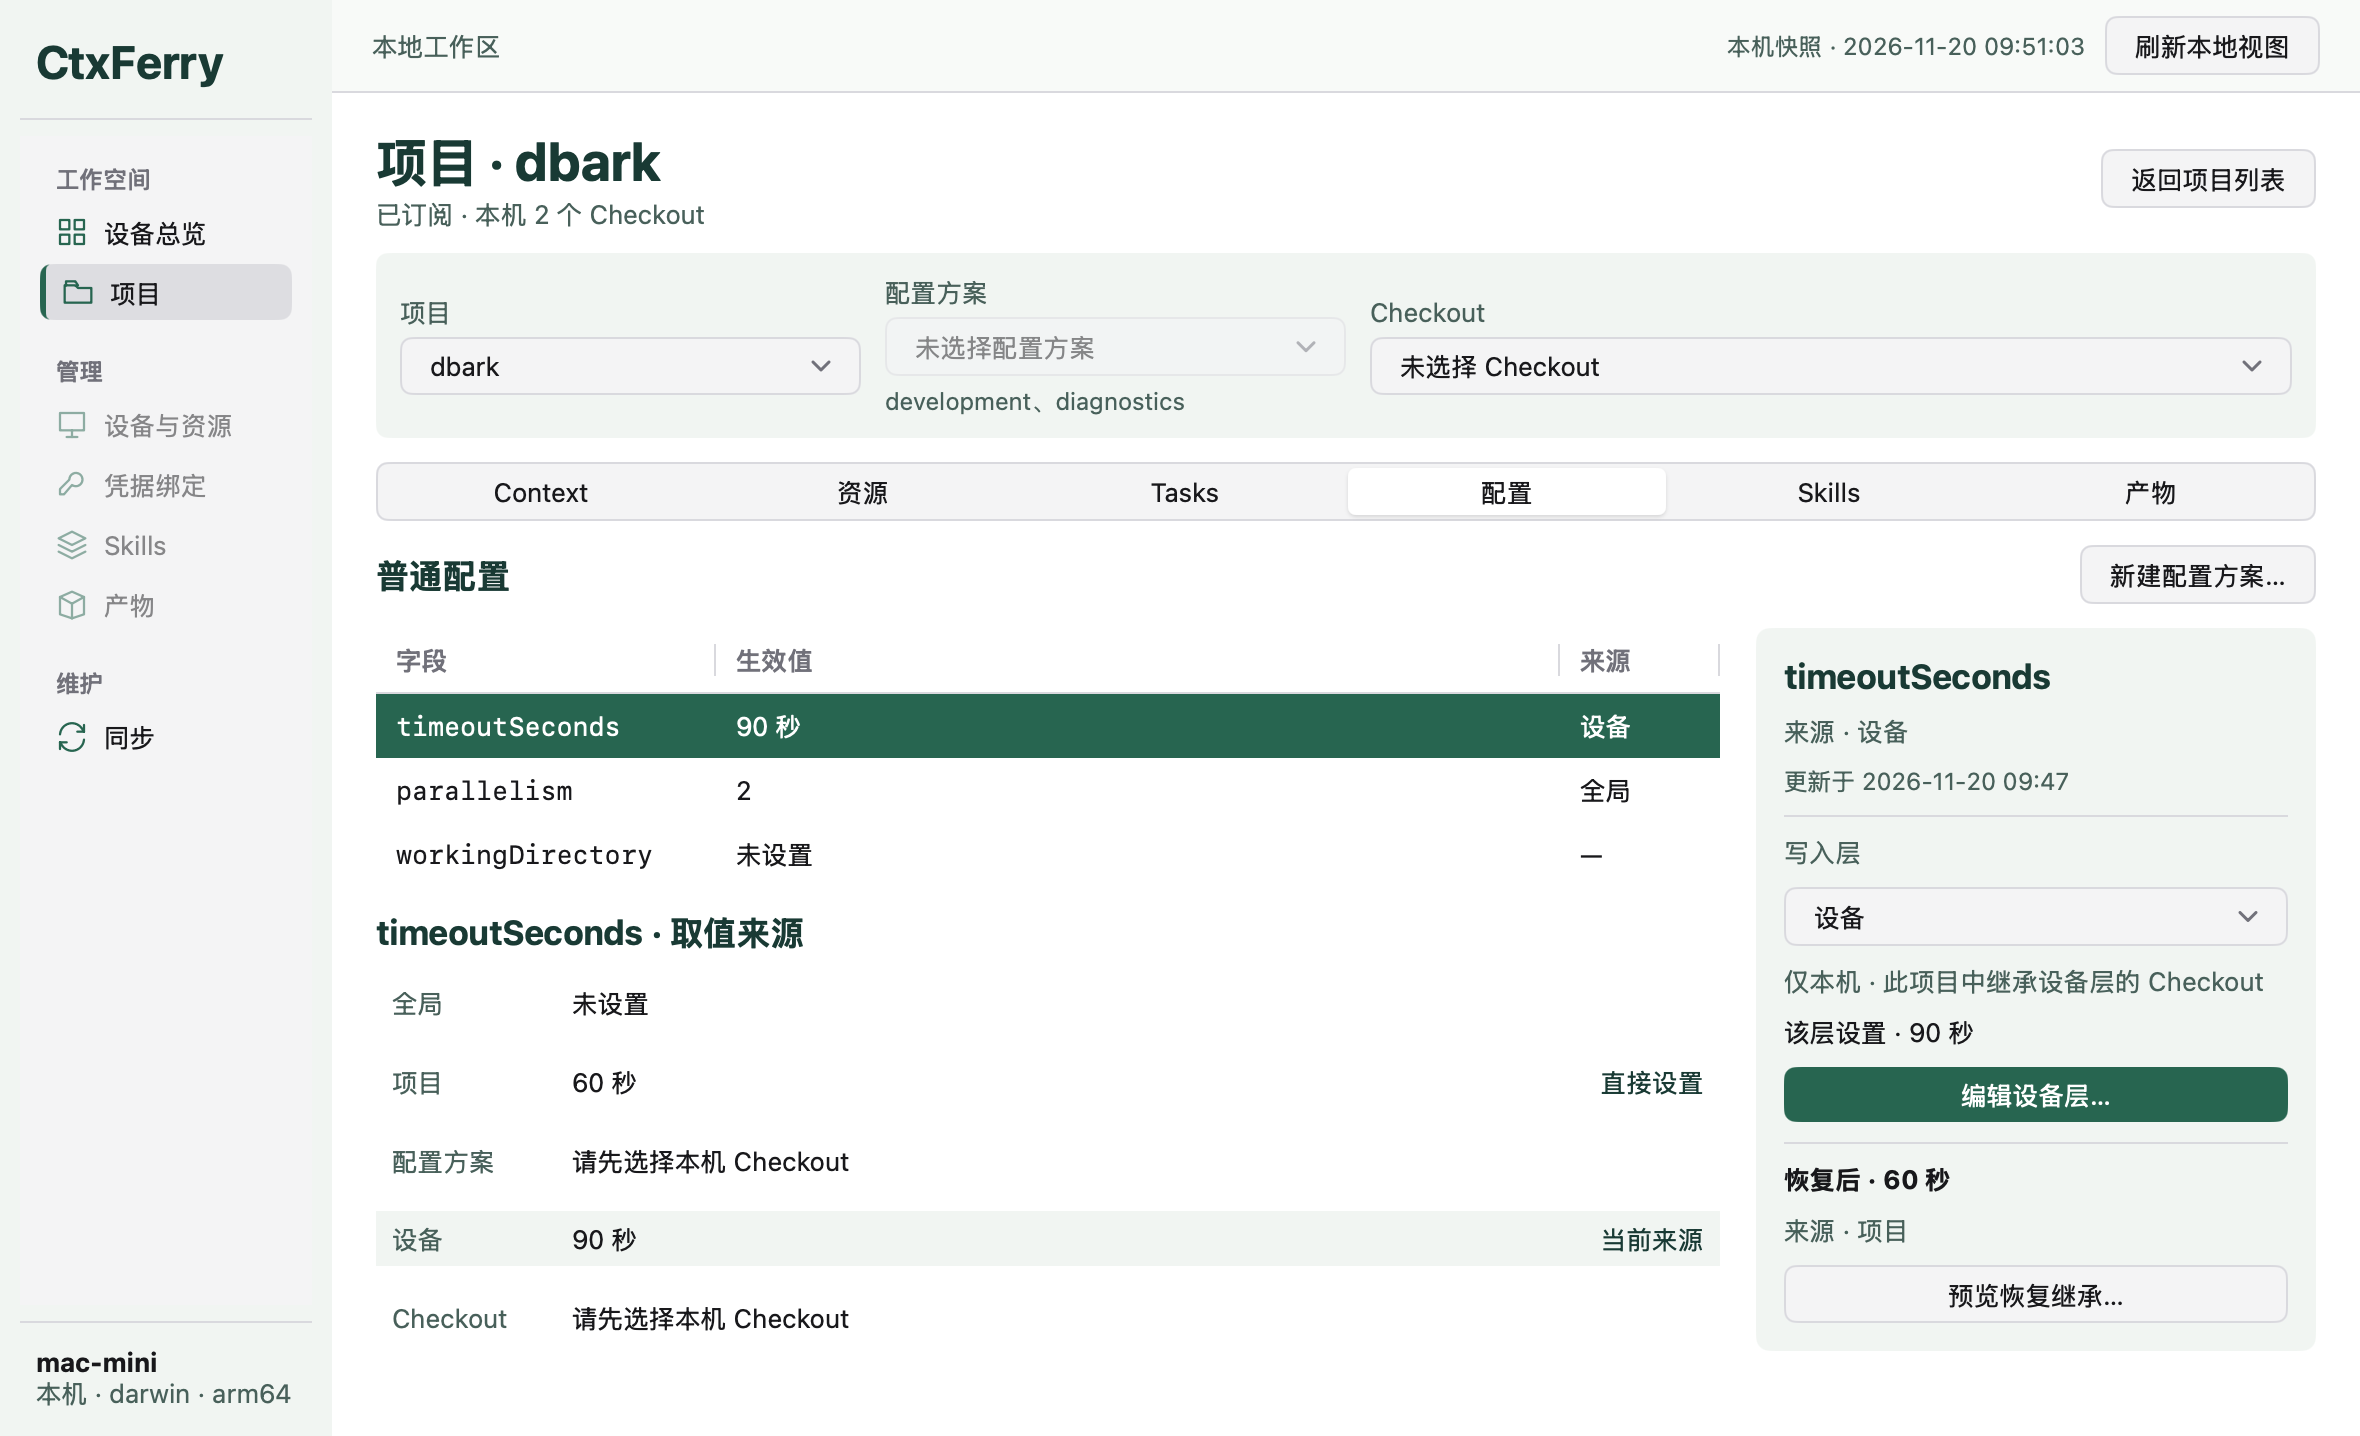 CtxFerry
工作空间
设备总览
项目
管理
设备与资源
凭据绑定
Skills
产物
维护
同步
mac-mini
本机 · darwin · arm64
本地工作区
本机快照 · 2026-11-20 09:51:03
刷新本地视图
项目 · dbark
已订阅 · 本机 2 个 Checkout
返回项目列表
项目
dbark
配置方案
未选择配置方案
development、diagnostics
Checkout
未选择 Checkout
Context 资源 Tasks 配置 Skills 产物
普通配置
新建配置方案...
字段 生效值 来源
timeoutSeconds 90 秒 设备
parallelism 2 全局
workingDirectory 未设置 —
timeoutSeconds · 取值来源
全局 未设置
项目 60 秒 直接设置
配置方案 请先选择本机 Checkout
设备 90 秒 当前来源
Checkout 请先选择本机 Checkout
timeoutSeconds
来源 · 设备
更新于 2026-11-20 09:47
写入层
设备
仅本机 · 此项目中继承设备层的 Checkout
该层设置 · 90 秒
编辑设备层...
恢复后 · 60 秒
来源 · 项目
预览恢复继承...